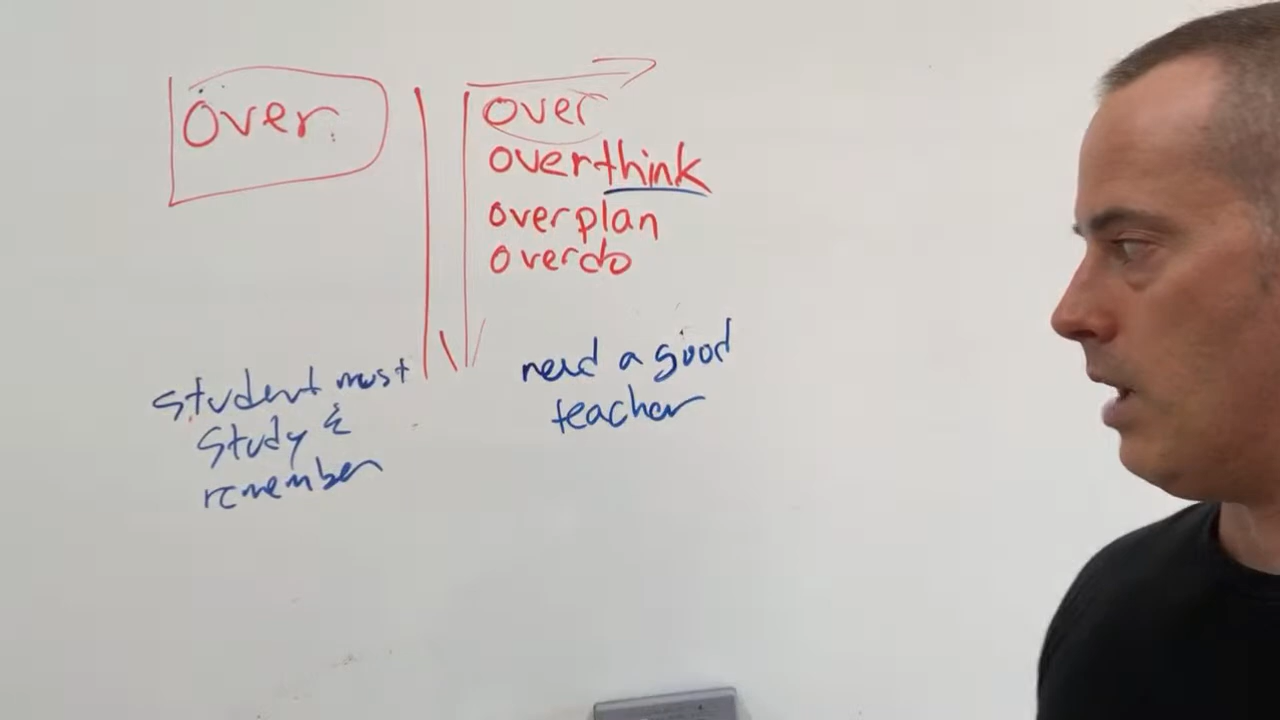 over
student must
study &
remember
over
overthink
overplan
overdo
need a good
teacher